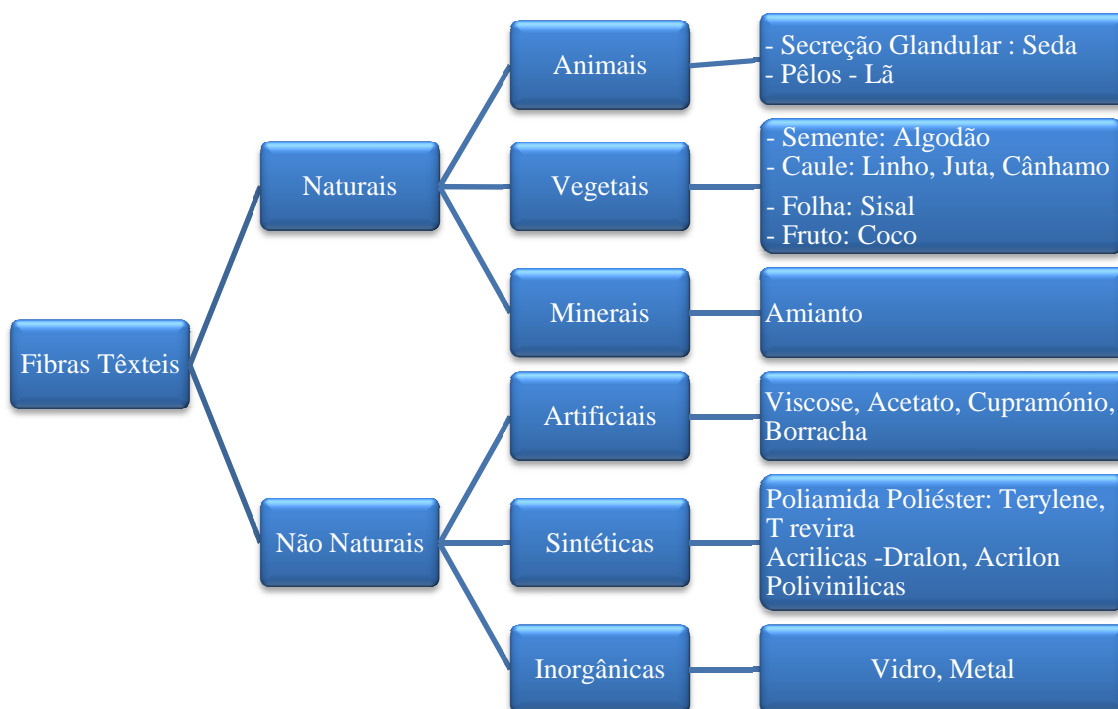 Fibras Têxteis
Naturais
Animais
- Secreção Glandular : Seda
- Pêlos - Lã
Vegetais
- Semente: Algodão
- Caule: Linho, Juta, Cânhamo
- Folha: Sisal
- Fruto: Coco
Minerais
Amianto
Não Naturais
Artificiais
Viscose, Acetato, Cupramónio,
Borracha
Sintéticas
Poliamida Poliéster: Terylene,
T revira
Acrilicas -Dralon, Acrilon
Polivinilicas
Inorgânicas
Vidro, Metal